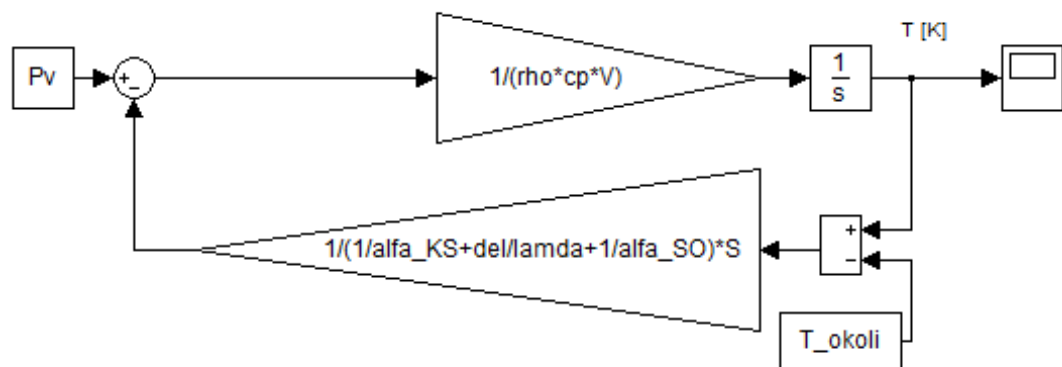 T [K]
Pv
+
−
1/(rho*cp*V)
1
s
1/(1/alfa_KS+del/lamda+1/alfa_SO)*S
+
−
T_okoli